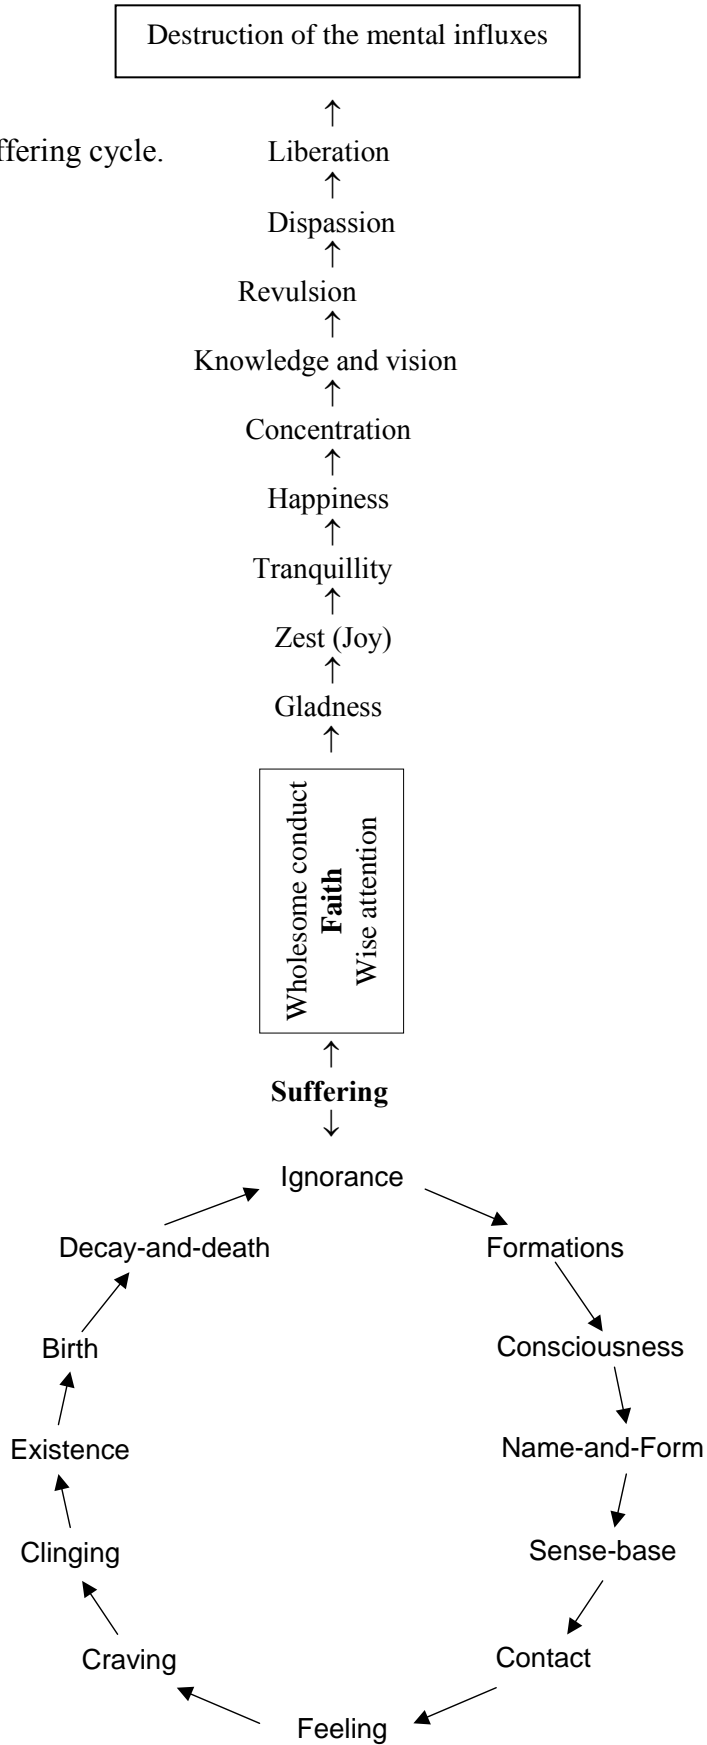 Destruction of the mental influxes
↑
ffering cycle. Liberation
↑
Dispassion
↑
Revulsion
↑
Knowledge and vision
↑
Concentration
↑
Happiness
↑
Tranquillity
↑
Zest (Joy)
↑
Gladness
↑
Wholesome conduct
Faith
Wise attention
↑
Suffering
↓
Ignorance
Formations
Consciousness
Name-and-Form
Sense-base
Contact
Feeling
Craving
Clinging
Existence
Birth
Decay-and-death